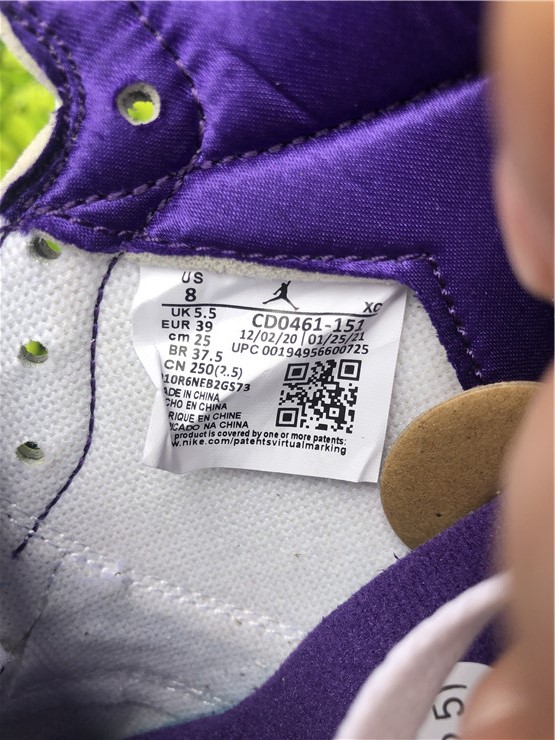 US
8
XC
UK 5.5
EUR 39
cm 25
BR 37.5
CN 250(2.5)
CD0461-151
12/02/20 | 01/25/21
UPC 00194956600725
10R6NEB2GS73
ADE IN CHINA
CHO EN CHINA
RIQUE EN CHINE
ICADO NA CHINA
product is covered by one or more patents:
w.nike.com/patentsvirtualmarking
5)